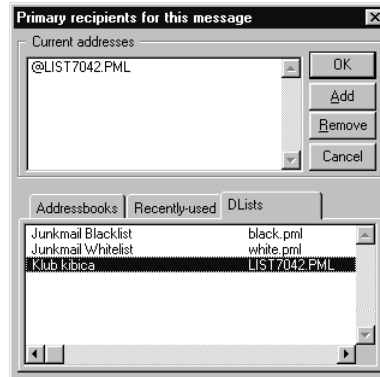 Primary recipients for this message
Current addresses
@LIST7042.PML
OK
Add
Remove
Cancel
Addressbooks Recently-used DLists
Junkmail Blacklist black.pml
Junkmail Whitelist white.pml
Klub kibica LIST7042.PML